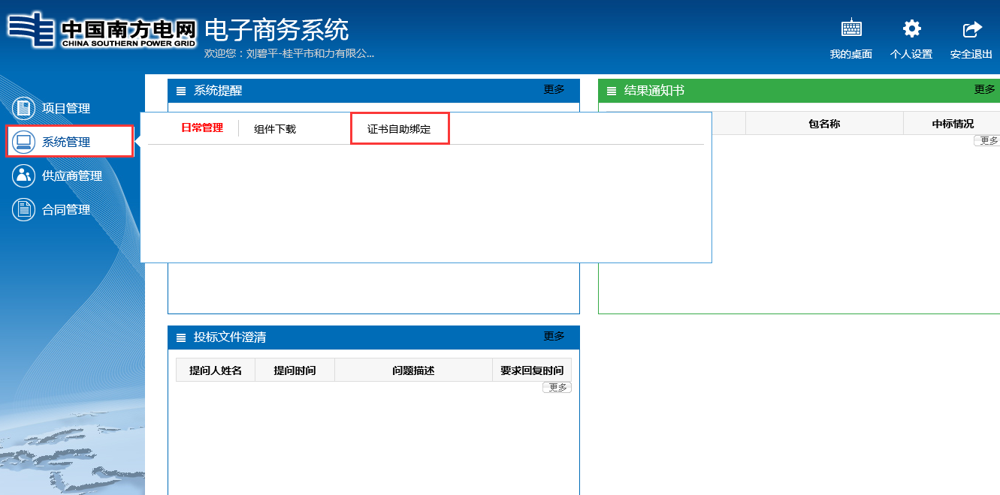 中国南方电网
CHINA SOUTHERN POWER GRID
电子商务系统
欢迎您：刘碧平-桂平市和力有限公...
我的桌面
个人设置
安全退出
项目管理
系统管理
供应商管理
合同管理
系统提醒
更多
结果通知书
更多
日常管理
组件下载
证书自助绑定
包名称
中标情况
更多
投标文件澄清
更多
提问人姓名
提问时间
问题描述
要求回复时间
更多